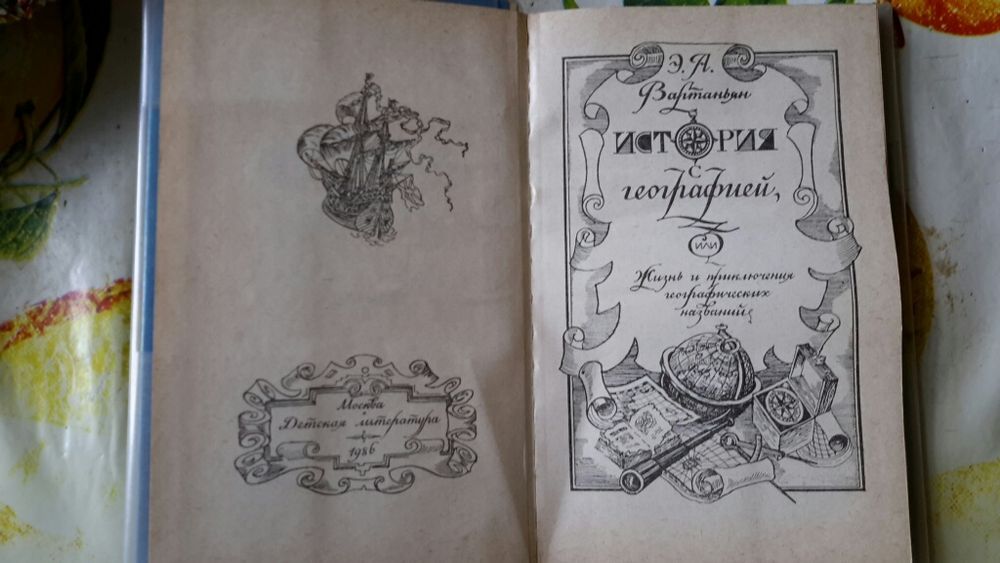 Москва
Детская литература
1986
Э. А.
Вартаньян
ИСТОРИЯ
с
географией,
или
Жизнь и приключения
географических
названий